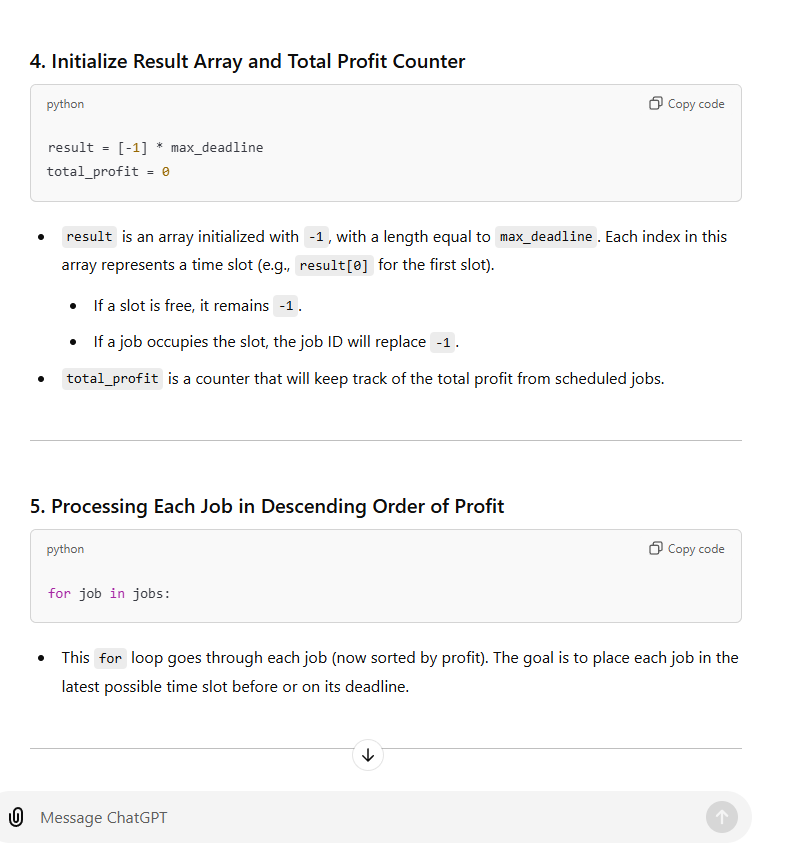 4. Initialize Result Array and Total Profit Counter
python
Copy code
result = [-1] * max_deadline
total_profit = 0
result is an array initialized with -1, with a length equal to max_deadline. Each index in this
array represents a time slot (e.g., result[0] for the first slot).
If a slot is free, it remains -1.
If a job occupies the slot, the job ID will replace -1.
total_profit is a counter that will keep track of the total profit from scheduled jobs.
5. Processing Each Job in Descending Order of Profit
python
Copy code
for job in jobs:
This for loop goes through each job (now sorted by profit). The goal is to place each job in the
latest possible time slot before or on its deadline.
Message ChatGPT